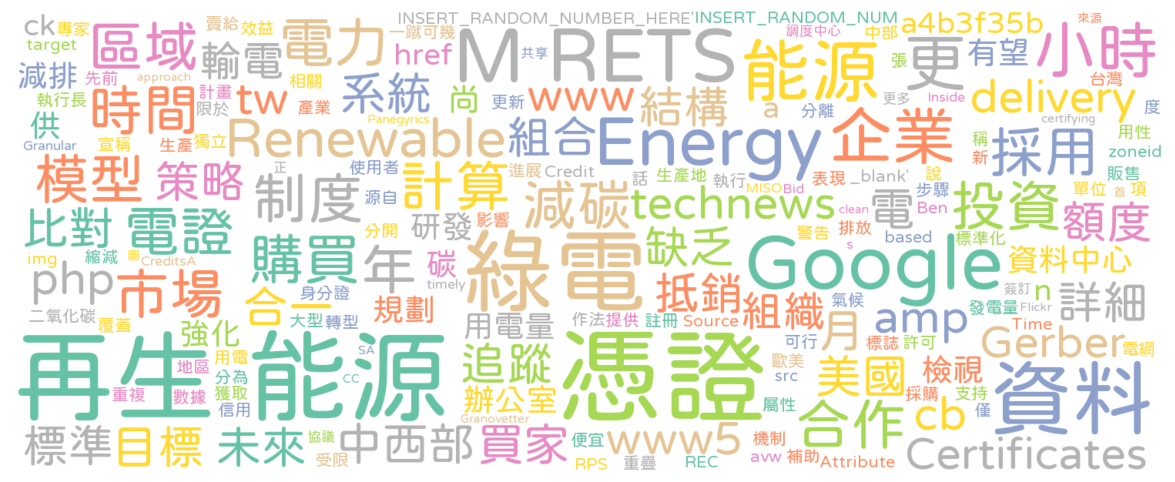 INSERT_RANDOM_NUMBER_HERE'INSERT_RANDOM_NUM
ck 專家 賣給 效益 一蹴可幾 調度中心 中部 a4b3f35b 來源
target 區域 輸電 電力 href M-RETS 共享 能源 張 更 有望 小時
減排 先前 approach 相關 台灣
執行長 計畫 系統 尚 更新 www 結構 a 分離 更多 Inside delivery 度
供 時間 限於 tw 產業 Panegyrics certifying
Granular 宣稱 生產 獨立 Renewable 組合 Energy 企業 稱 新 採用 用性 zoneid
模型 策略 正 使用者 進展 Credit 話 生產地 執行 MISO Bid 表現 _blank' 說 步驟 單位 首 項 販售
制度 源自 計算 減碳 technews clean 電 Ben 投資 額度
比對 電證 分開 研發 影響 s 警告 排放 based 標準化
img 縮減 圖 CreditsA 購買 年 碳 timely 綠電 缺乏 Google 氣候 資料中心
php 市場 合一 身分證 規劃 抵銷 組織 發電量 簽訂 n Flickr 詳細
二氧化碳 覆蓋 強化 大型 轉型 用電量 作法 提供 註冊 Source 可行 月 amp 標誌 許可 Time 電網
再生能源 地區 用電 分為 SA 追蹤 憑證 歐美 美國 檢視 Gerber
重複 數據 獲取 信用 cc 辦公室 src 屬性 採購 支持 僅 資料
標準 目標 未來 協議 受限 中西部 Granovetter 買家 便宜 www5 機制 合作 cb
RPS 重疊 REC avw 補助 Attribute Certificates